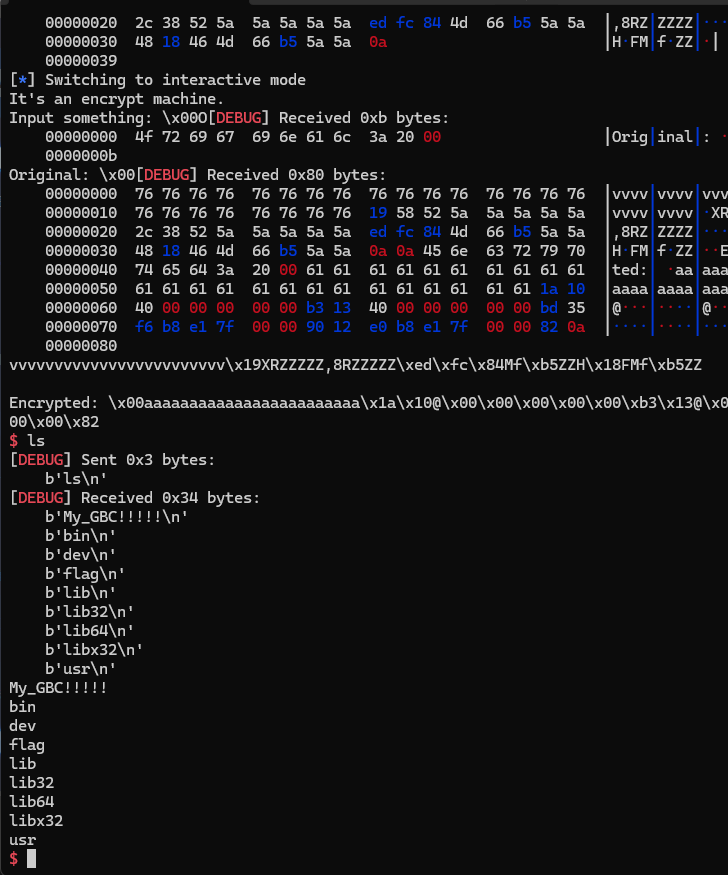 00000020  2c 38 52 5a  5a 5a 5a 5a  ed fc 84 4d  66 b5 5a 5a  |,8RZ|ZZZZ|···
00000030  48 18 46 4d  66 b5 5a 5a  0a  |H·FM|f·ZZ|·|
00000039
[*] Switching to interactive mode
It's an encrypt machine.
Input something: \x00O[DEBUG] Received 0xb bytes:
00000000  4f 72 69 67  69 6e 61 6c  3a 20 00  |Orig|inal|: ·
0000000b
Original: \x00[DEBUG] Received 0x80 bytes:
00000000  76 76 76 76  76 76 76 76  76 76 76 76  76 76 76 76  |vvvv|vvvv|vvv
00000010  76 76 76 76  76 76 76 76  19 58 52 5a  5a 5a 5a 5a  |vvvv|vvvv|·XR
00000020  2c 38 52 5a  5a 5a 5a 5a  ed fc 84 4d  66 b5 5a 5a  |,8RZ|ZZZZ|···
00000030  48 18 46 4d  66 b5 5a 5a  0a 0a 45 6e  63 72 79 70  |H·FM|f·ZZ|··E
00000040  74 65 64 3a  20 00 61 61  61 61 61 61  61 61 61 61  |ted:| ·aa|aaa
00000050  61 61 61 61  61 61 61 61  61 61 61 61  61 61 1a 10  |aaaa|aaaa|aaa
00000060  40 00 00 00  00 00 b3 13  40 00 00 00  00 00 bd 35  |@···|····|@··
00000070  f6 b8 e1 7f  00 00 90 12  e0 b8 e1 7f  00 00 82 0a  |····|····|···
00000080
vvvvvvvvvvvvvvvvvvvvvvvv\x19XRZZZZZ,8RZZZZZ\xed\xfc\x84Mf\xb5ZZH\x18FMf\xb5ZZ
Encrypted: \x00aaaaaaaaaaaaaaaaaaaaaaaa\x1a\x10@\x00\x00\x00\x00\x00\xb3\x13@\x0
00\x00\x82
$ ls
[DEBUG] Sent 0x3 bytes:
b'ls\n'
[DEBUG] Received 0x34 bytes:
b'My_GBC!!!!!\n'
b'bin\n'
b'dev\n'
b'flag\n'
b'lib\n'
b'lib32\n'
b'lib64\n'
b'libx32\n'
b'usr\n'
My_GBC!!!!!
bin
dev
flag
lib
lib32
lib64
libx32
usr
$